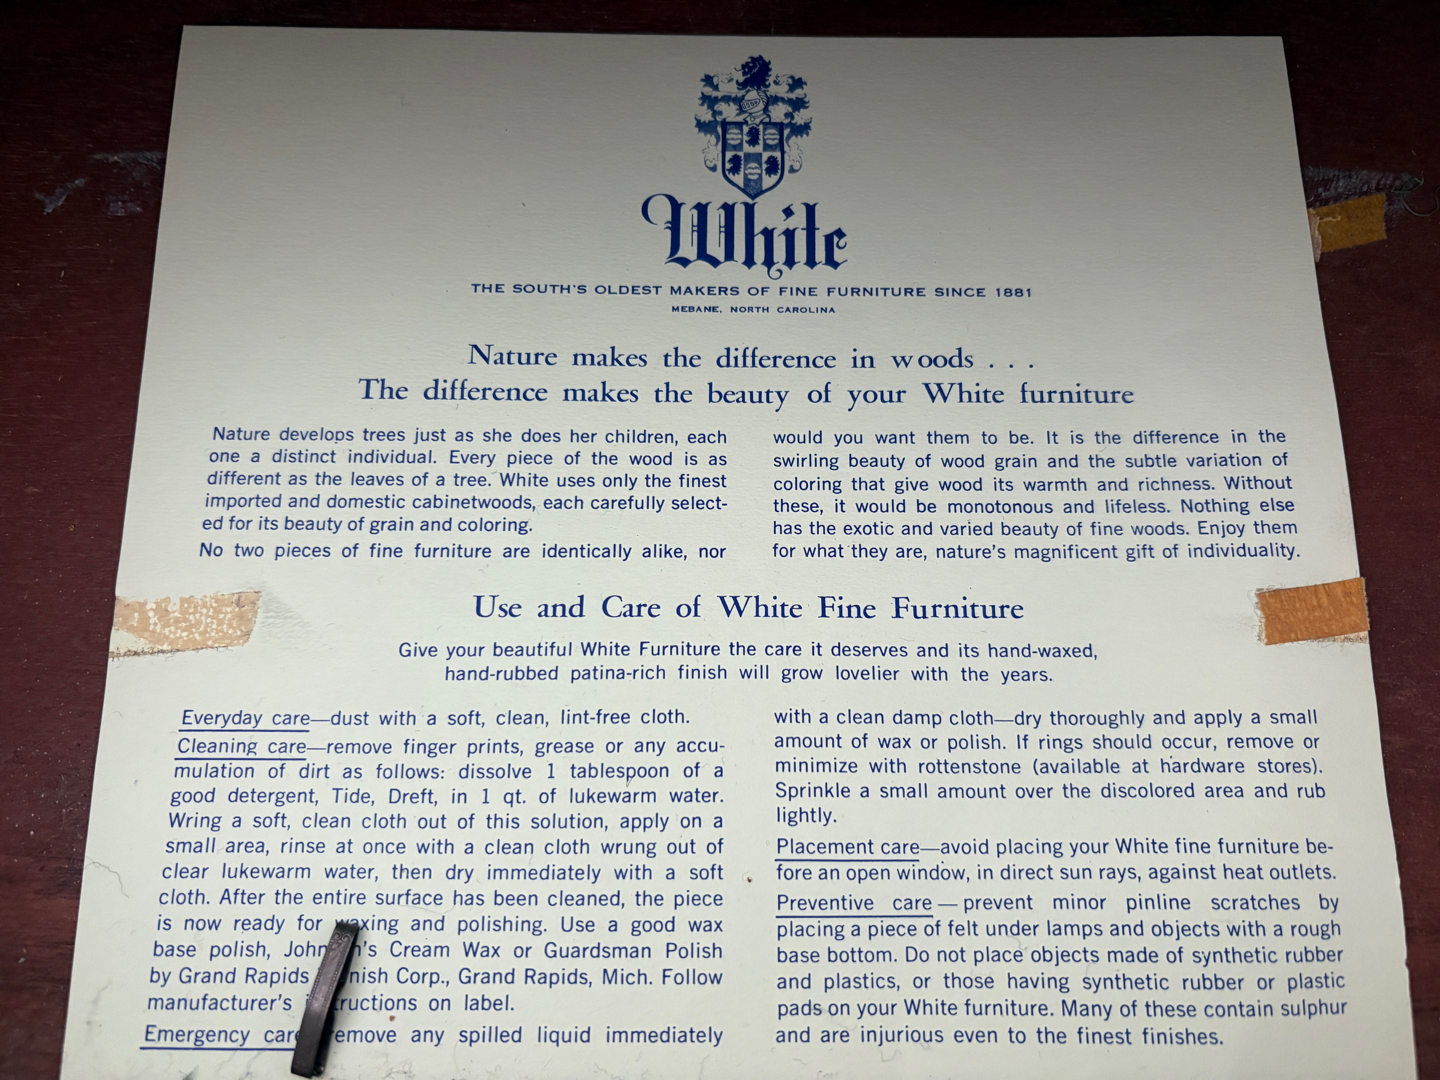 White
THE SOUTH'S OLDEST MAKERS OF FINE FURNITURE SINCE 1881
MEBANE, NORTH CAROLINA
Nature makes the difference in woods . . .
The difference makes the beauty of your White furniture
Nature develops trees just as she does her children, each
one a distinct individual. Every piece of the wood is as
different as the leaves of a tree. White uses only the finest
imported and domestic cabinetwoods, each carefully select-
ed for its beauty of grain and coloring.
No two pieces of fine furniture are identically alike, nor
would you want them to be. It is the difference in the
swirling beauty of wood grain and the subtle variation of
coloring that give wood its warmth and richness. Without
these, it would be monotonous and lifeless. Nothing else
has the exotic and varied beauty of fine woods. Enjoy them
for what they are, nature's magnificent gift of individuality.
Use and Care of White Fine Furniture
Give your beautiful White Furniture the care it deserves and its hand-waxed,
hand-rubbed patina-rich finish will grow lovelier with the years.
Everyday care—dust with a soft, clean, lint-free cloth.
Cleaning care—remove finger prints, grease or any accu-
mulation of dirt as follows: dissolve 1 tablespoon of a
good detergent, Tide, Dreft, in 1 qt. of lukewarm water.
Wring a soft, clean cloth out of this solution, apply on a
small area, rinse at once with a clean cloth wrung out of
clear lukewarm water, then dry immediately with a soft
cloth. After the entire surface has been cleaned, the piece
is now ready for waxing and polishing. Use a good wax
base polish, Cream Wax or Guardsman Polish
by Grand Rapids Corp., Grand Rapids, Mich. Follow
manufacturer's on label.
Emergency care remove any spilled liquid immediately
with a clean damp cloth—dry thoroughly and apply a small
amount of wax or polish. If rings should occur, remove or
minimize with rottenstone (available at hardware stores).
Sprinkle a small amount over the discolored area and rub
lightly.
Placement care—avoid placing your White fine furniture be-
fore an open window, in direct sun rays, against heat outlets.
Preventive care—prevent minor pinline scratches by
placing a piece of felt under lamps and objects with a rough
base bottom. Do not place objects made of synthetic rubber
and plastics, or those having synthetic rubber or plastic
pads on your White furniture. Many of these contain sulphur
and are injurious even to the finest finishes.